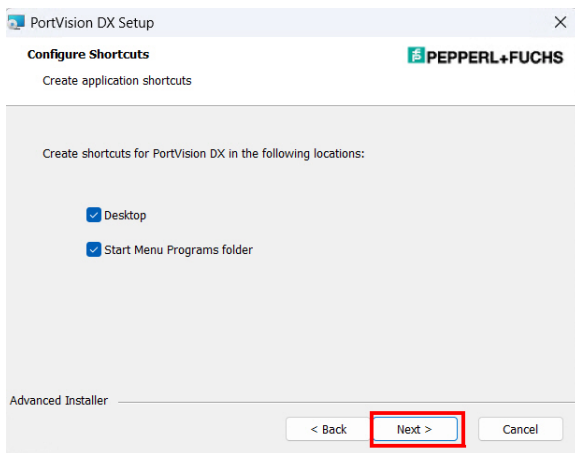 PortVision DX Setup
Configure Shortcuts
PEPPERL+FUCHS
Create application shortcuts
Create shortcuts for PortVision DX in the following locations:
Desktop
Start Menu Programs folder
Advanced Installer
< Back
Next >
Cancel